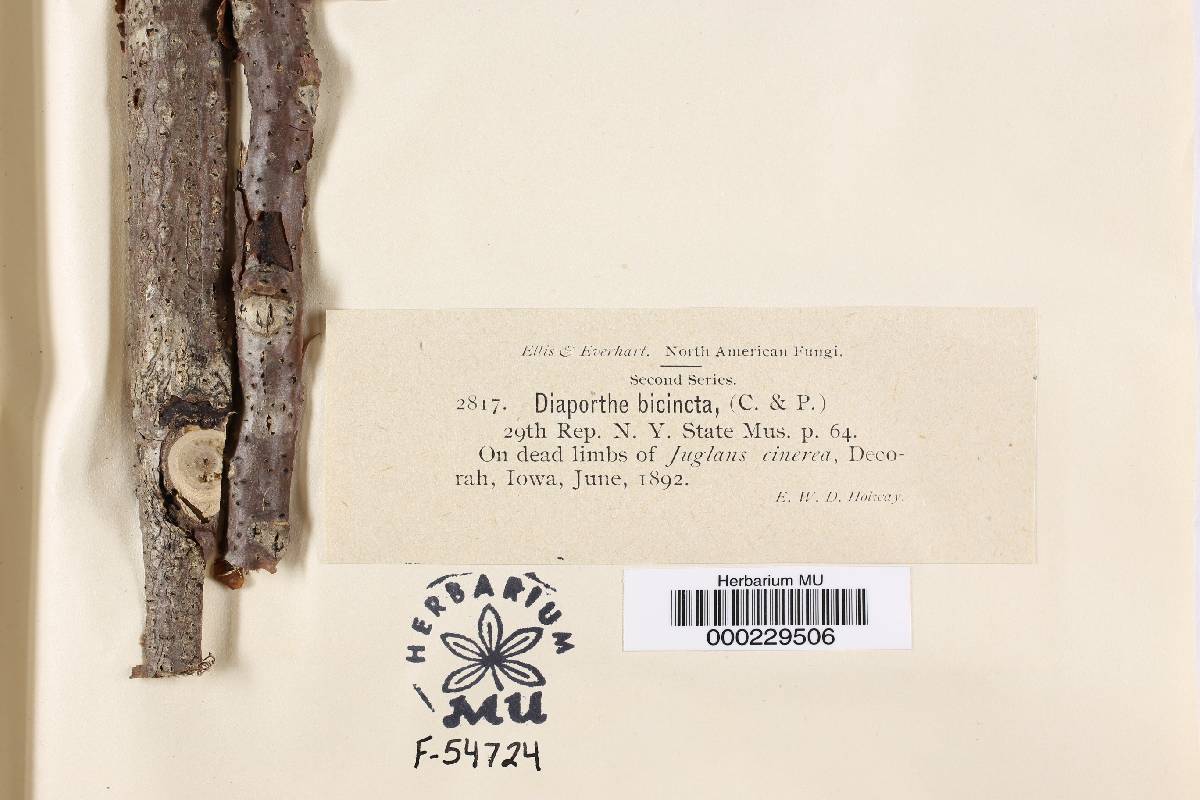 Ellis & Everhart. North American Fungi.
Second Series.
2817. Diaporthe bicincta, (C. & P.)
29th Rep. N. Y. State Mus. p. 64.
On dead limbs of Juglans cinerea, Deco-
rah, Iowa, June, 1892.
E. W. D. Holway.
HERBARIUM
MU
F-54724
Herbarium MU
000229506